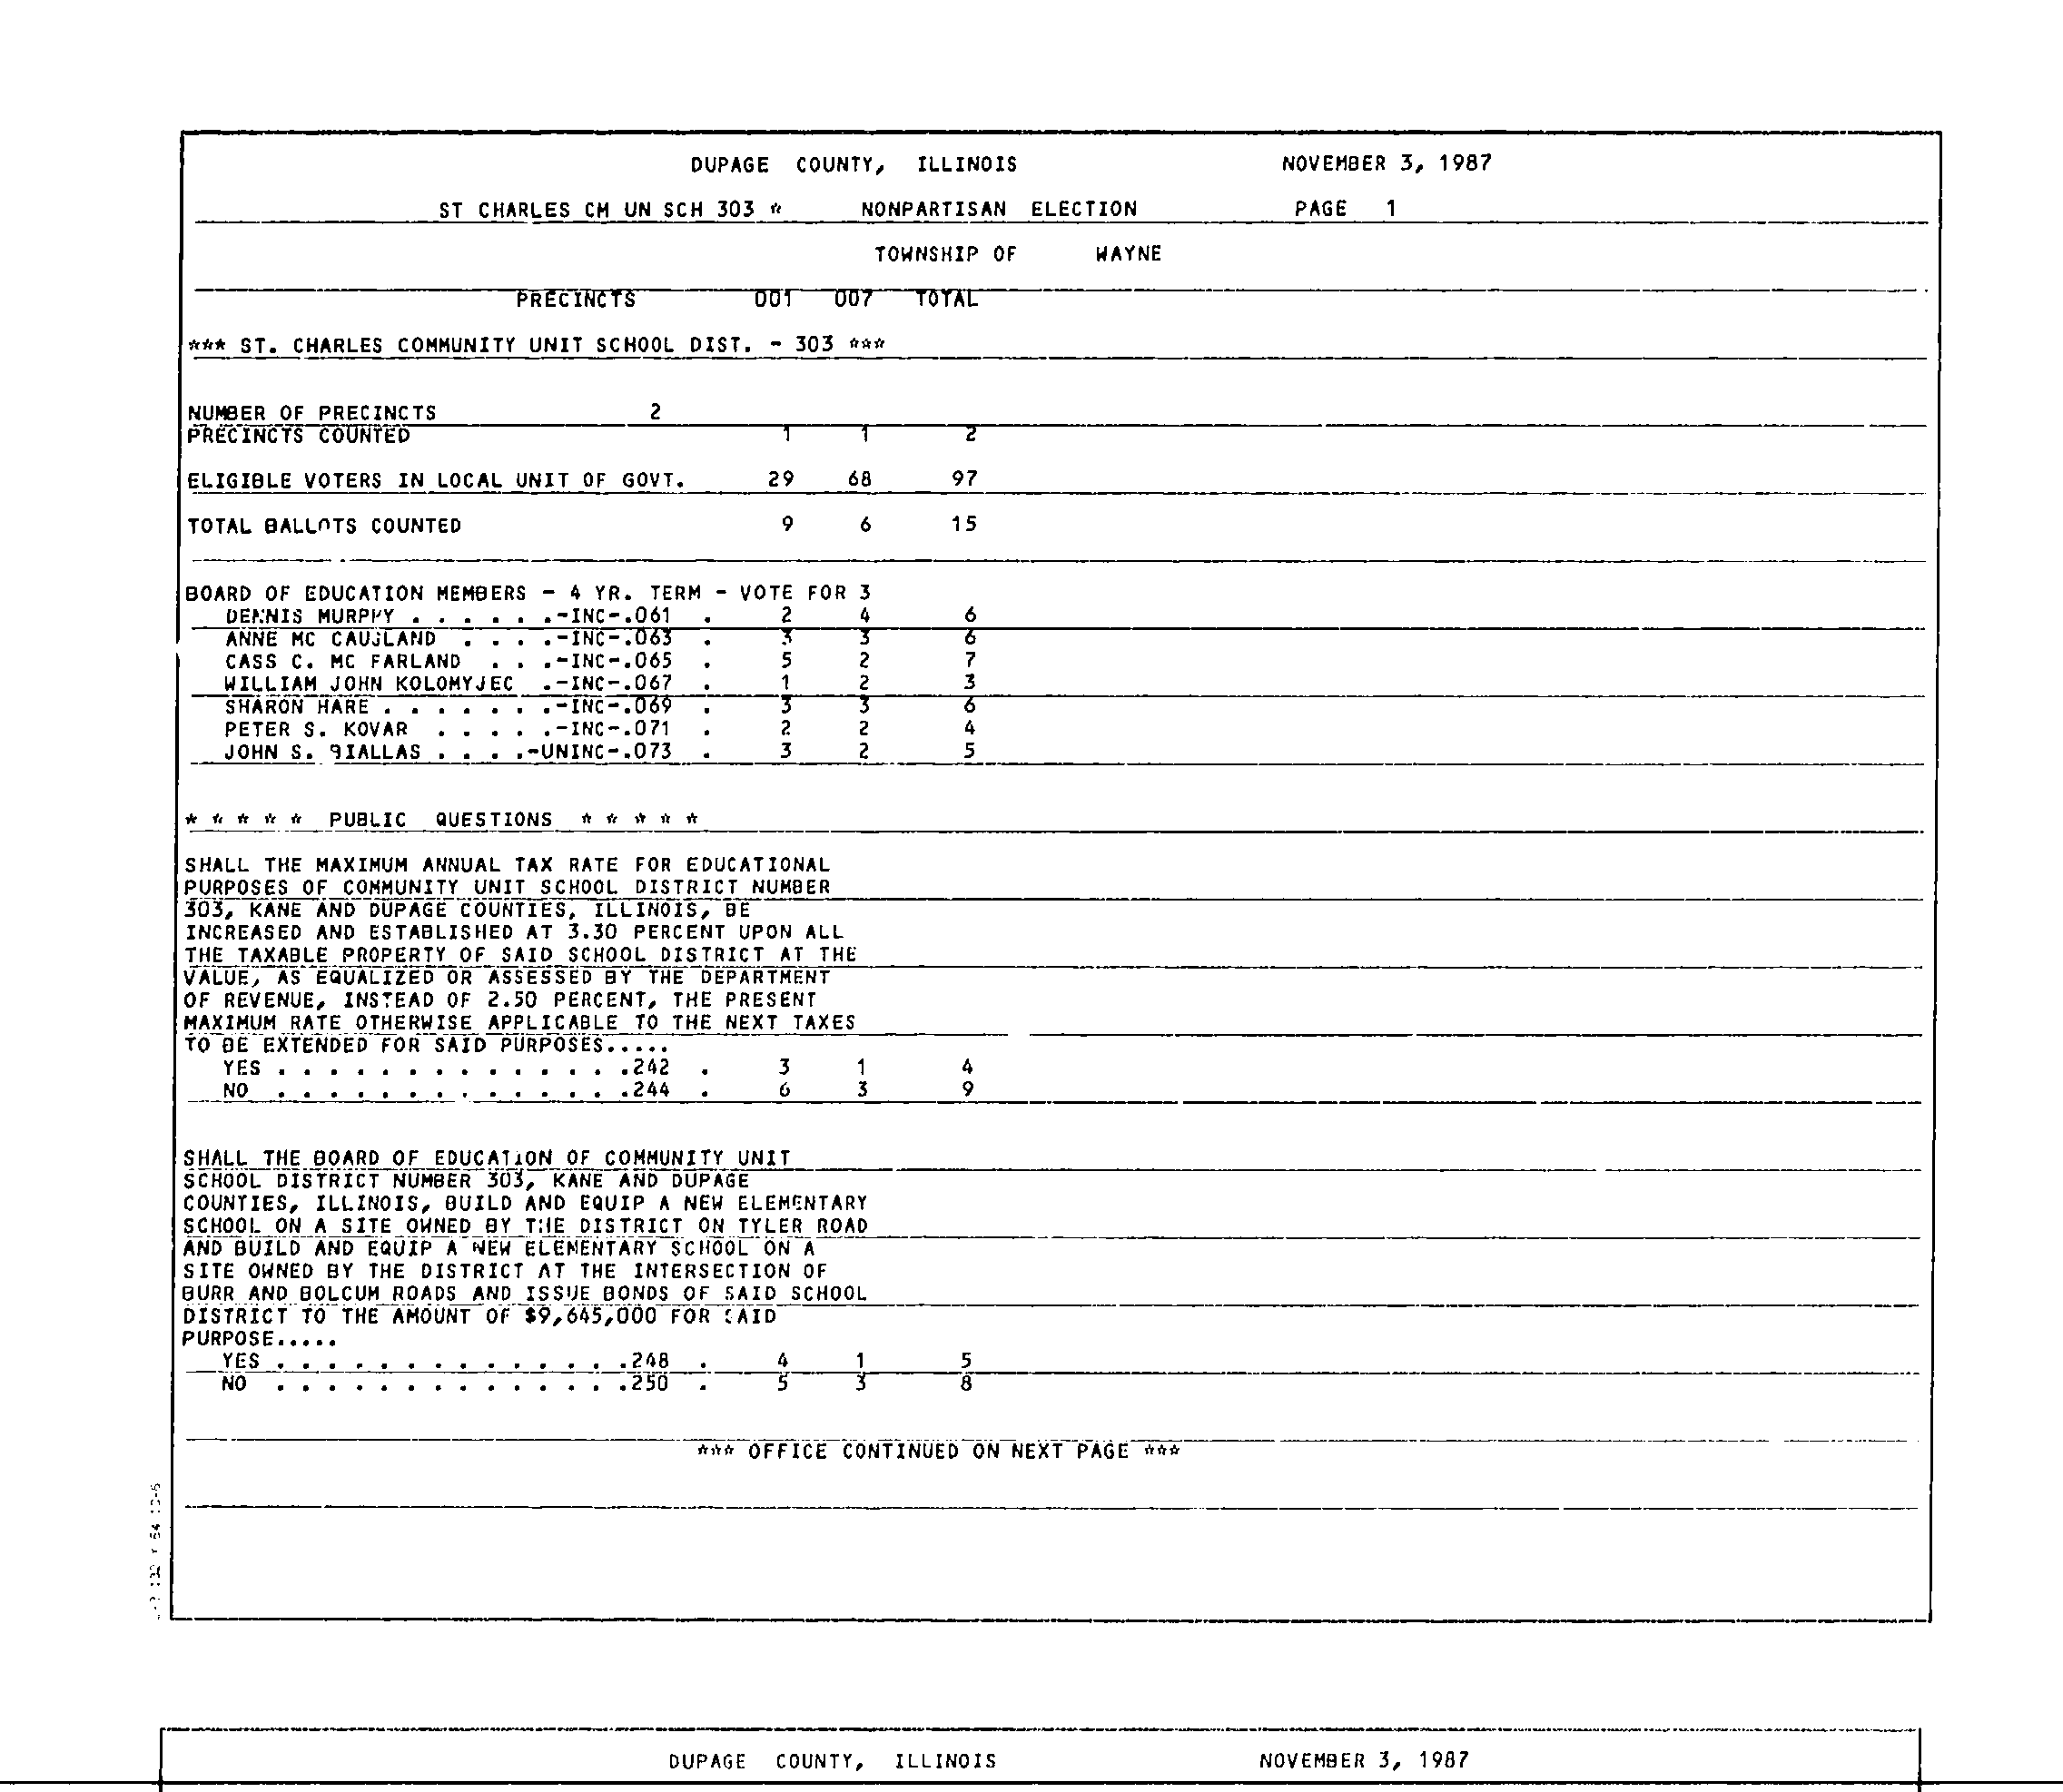 DUPAGE COUNTY, ILLINOIS NOVEMBER 3, 1987
ST CHARLES CM UN SCH 303 * NONPARTISAN ELECTION PAGE 1
TOWNSHIP OF WAYNE
PRECINCTS 001 007 TOTAL
*** ST. CHARLES COMMUNITY UNIT SCHOOL DIST. - 303 ***
NUMBER OF PRECINCTS 2
PRECINCTS COUNTED 1 1 2
ELIGIBLE VOTERS IN LOCAL UNIT OF GOVT. 29 68 97
TOTAL BALLOTS COUNTED 9 6 15
BOARD OF EDUCATION MEMBERS - 4 YR. TERM - VOTE FOR 3
DENNIS MURPHY . . . . . .-INC-.061 . 2 4 6
ANNE MC CAUSLAND . . . .-INC-.063 . 3 3 6
CASS C. MC FARLAND . . .-INC-.065 . 5 2 7
WILLIAM JOHN KOLOMYJEC .-INC-.067 . 1 2 3
SHARON HARE . . . . . . .-INC-.069 . 3 3 6
PETER S. KOVAR . . . . .-INC-.071 . 2 2 4
JOHN S. . . . .-UNINC-.073 . 3 2 5
* * * * * PUBLIC QUESTIONS * * * * *
SHALL THE MAXIMUM ANNUAL TAX RATE FOR EDUCATIONAL
PURPOSES OF COMMUNITY UNIT SCHOOL DISTRICT NUMBER
303, KANE AND DUPAGE COUNTIES, ILLINOIS, BE
INCREASED AND ESTABLISHED AT 3.30 PERCENT UPON ALL
THE TAXABLE PROPERTY OF SAID SCHOOL DISTRICT AT THE
VALUE, AS EQUALIZED OR ASSESSED BY THE DEPARTMENT
OF REVENUE, INSTEAD OF 2.50 PERCENT, THE PRESENT
MAXIMUM RATE OTHERWISE APPLICABLE TO THE NEXT TAXES
TO BE EXTENDED FOR SAID PURPOSES.....
YES . . . . . . . . . . . . . .242 . 3 1 4
NO . . . . . . . . . . . . . .244 . 6 3 9
SHALL THE BOARD OF EDUCATION OF COMMUNITY UNIT
SCHOOL DISTRICT NUMBER 303, KANE AND DUPAGE
COUNTIES, ILLINOIS, BUILD AND EQUIP A NEW ELEMENTARY
SCHOOL ON A SITE OWNED BY THE DISTRICT ON TYLER ROAD
AND BUILD AND EQUIP A NEW ELEMENTARY SCHOOL ON A
SITE OWNED BY THE DISTRICT AT THE INTERSECTION OF
BURR AND BOLCUM ROADS AND ISSUE BONDS OF SAID SCHOOL
DISTRICT TO THE AMOUNT OF $9,645,000 FOR SAID
PURPOSE.....
YES . . . . . . . . . . . . . .248 . 4 1 5
NO . . . . . . . . . . . . . .250 . 5 3 8
*** OFFICE CONTINUED ON NEXT PAGE ***
DUPAGE COUNTY, ILLINOIS NOVEMBER 3, 1987